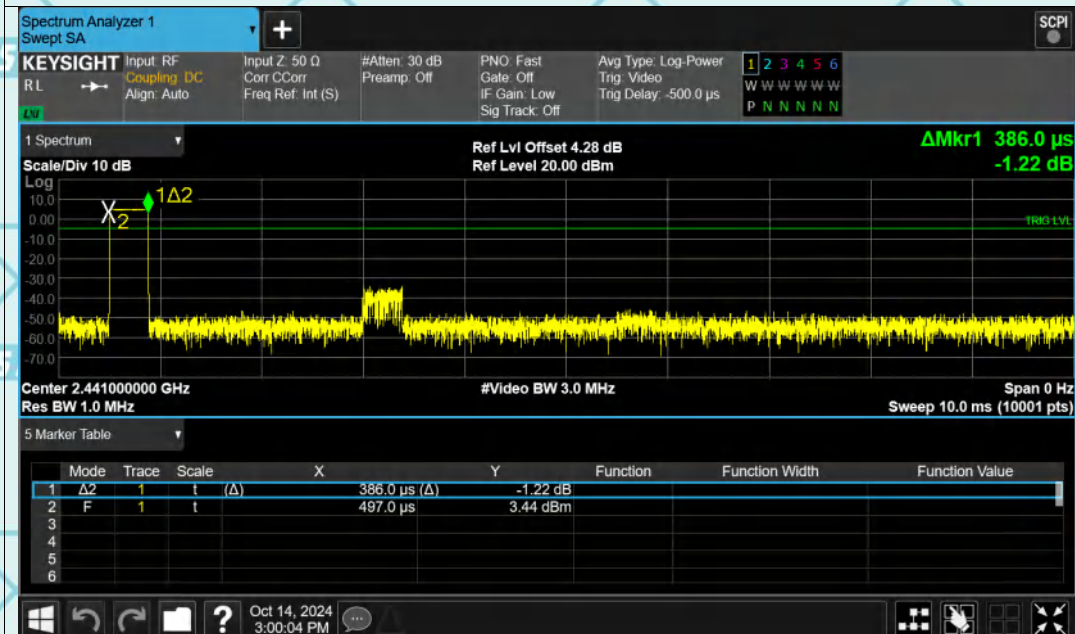 Spectrum Analyzer 1
Swept SA
+
SCPI
KEYSIGHT
RL
LXI
Input: RF
Coupling: DC
Align: Auto
Input Z: 50 Ω
Corr CCorr
Freq Ref: Int (S)
#Atten: 30 dB
Preamp: Off
PNO: Fast
Gate: Off
IF Gain: Low
Sig Track: Off
Avg Type: Log-Power
Trig: Video
Trig Delay: -500.0 µs
1 2 3 4 5 6
W W W W W W
P N N N N N
1 Spectrum
Scale/Div 10 dB
Ref Lvl Offset 4.28 dB
Ref Level 20.00 dBm
ΔMkr1 386.0 µs
-1.22 dB
Log
10.0
0.00
-10.0
-20.0
-30.0
-40.0
-50.0
-60.0
-70.0
1Δ2
X2
TRIG LVL
Center 2.441000000 GHz
#Video BW 3.0 MHz
Span 0 Hz
Res BW 1.0 MHz
Sweep 10.0 ms (10001 pts)
5 Marker Table
Mode Trace Scale X Y Function Function Width Function Value
1 Δ2 1 t (Δ) 386.0 µs (Δ) -1.22 dB
2 F 1 t 497.0 µs 3.44 dBm
3
4
5
6
?
Oct 14, 2024
3:00:04 PM